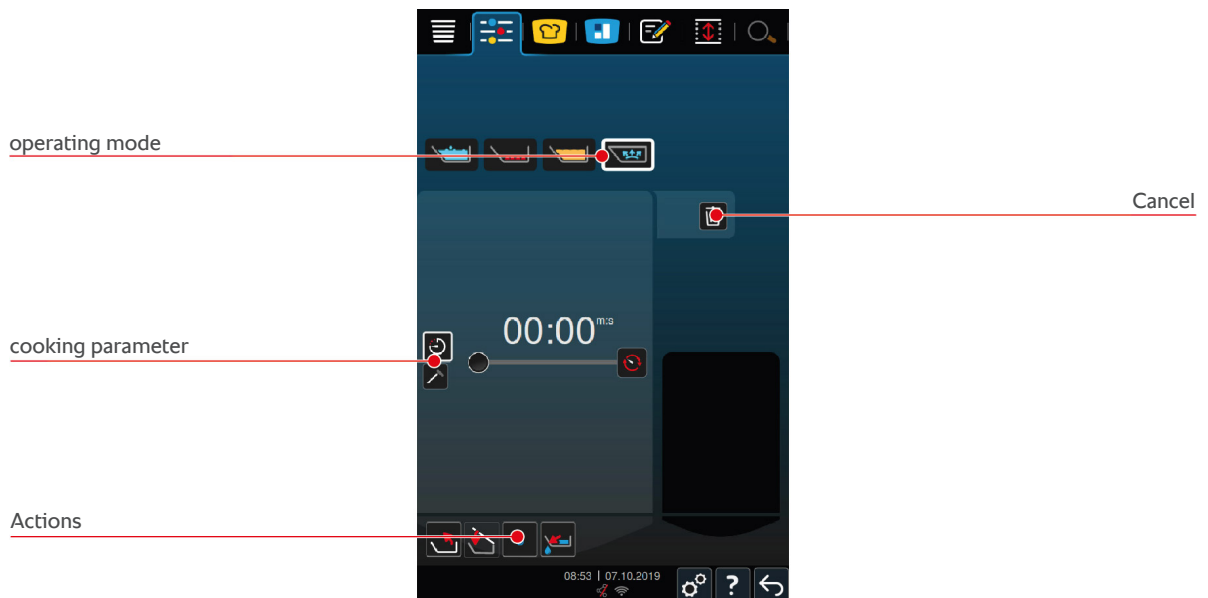 operating mode
Cancel
00:00 m:s
cooking parameter
Actions
08:53 | 07.10.2019
?